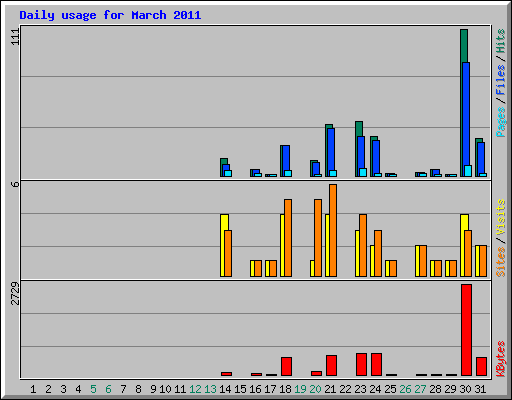 Daily usage for March 2011
111
Pages/Files/Hits
6
Sites/Visits
2729
KBytes
1 2 3 4 5 6 7 8 9 10 11 12 13 14 15 16 17 18 19 20 21 22 23 24 25 26 27 28 29 30 31